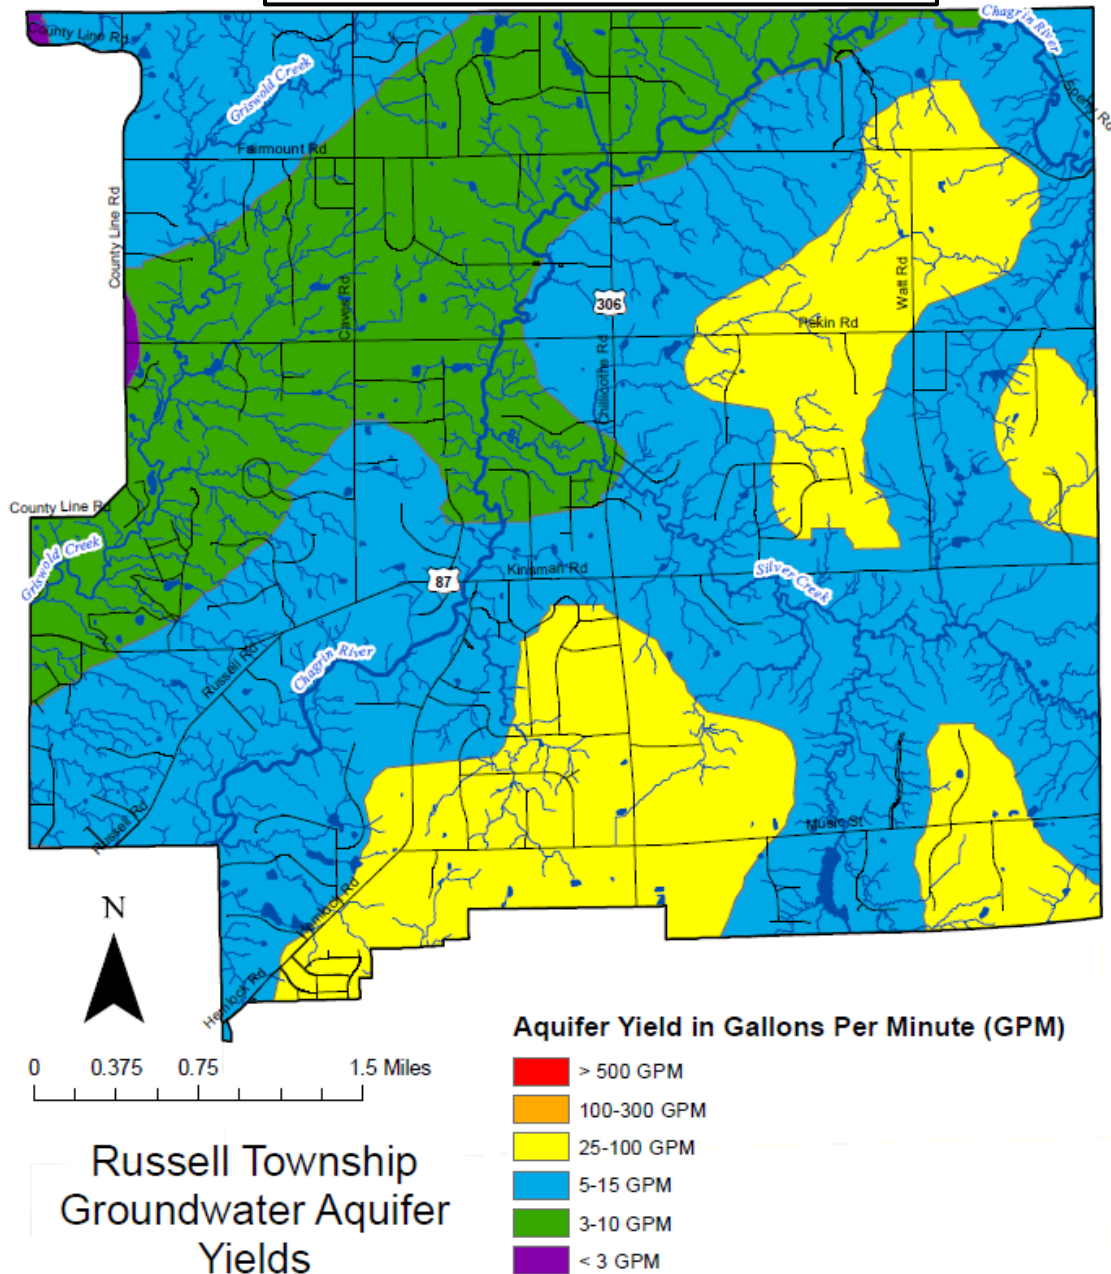 Chagrin River
County Line Rd
Griswold Creek
Sperry Rd
Fairmount Rd
County Line Rd
Caves Rd
306
Watt Rd
Pekin Rd
Chillicothe Rd
County Line Rd
Griswold Creek
87
Kinsman Rd
Silver Creek
Russell Rd
Chagrin River
Russell Rd
Music St
Hemlock Rd
Hemlock Rd
N
0 0.375 0.75 1.5 Miles
Russell Township
Groundwater Aquifer
Yields
Aquifer Yield in Gallons Per Minute (GPM)
> 500 GPM
100-300 GPM
25-100 GPM
5-15 GPM
3-10 GPM
< 3 GPM